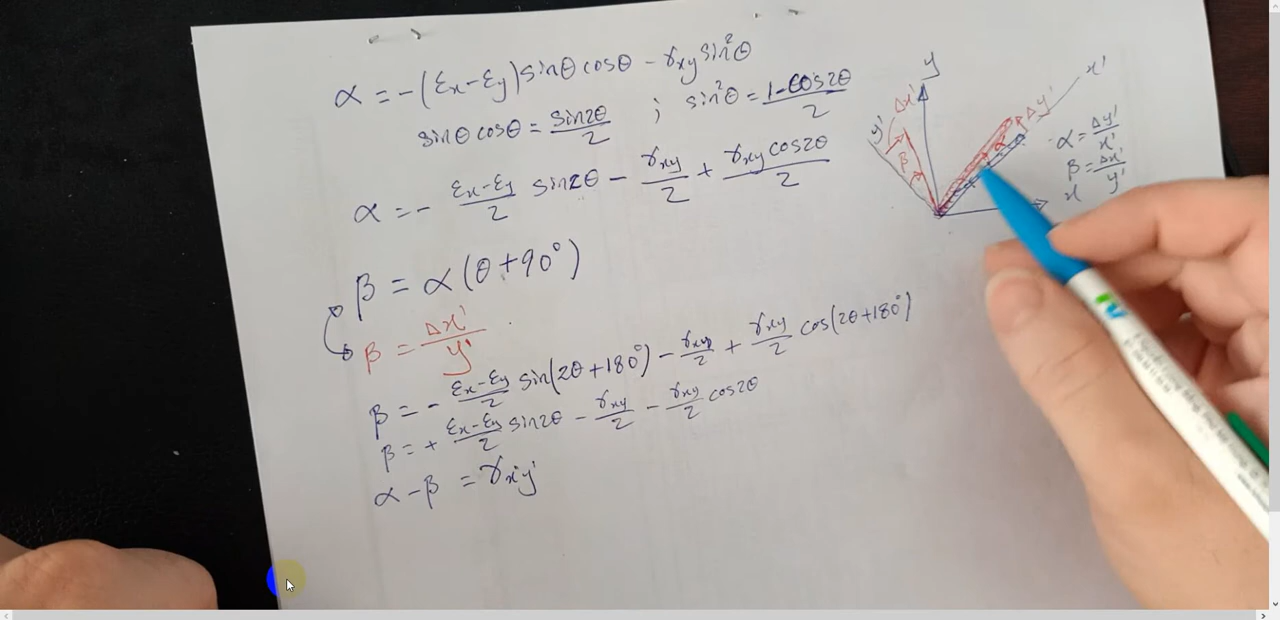 α = -(εx - εy) sinθ cosθ - γxy sin²θ
sinθ cosθ = sin2θ/2 ; sin²θ = 1-cos2θ/2
α = - εx-εy/2 sin2θ - γxy/2 + γxy cos2θ/2
β = α(θ+90°)
β = Δx'/y'
β = - εx-εy/2 sin(2θ+180°) - γxy/2 + γxy/2 cos(2θ+180°)
β = + εx-εy/2 sin2θ - γxy/2 - γxy/2 cos2θ
α - β = γx'y'
y
x'
Δx'
Δy'
y'
β
α
α = Δy'/x'
β = Δx'/y'
x